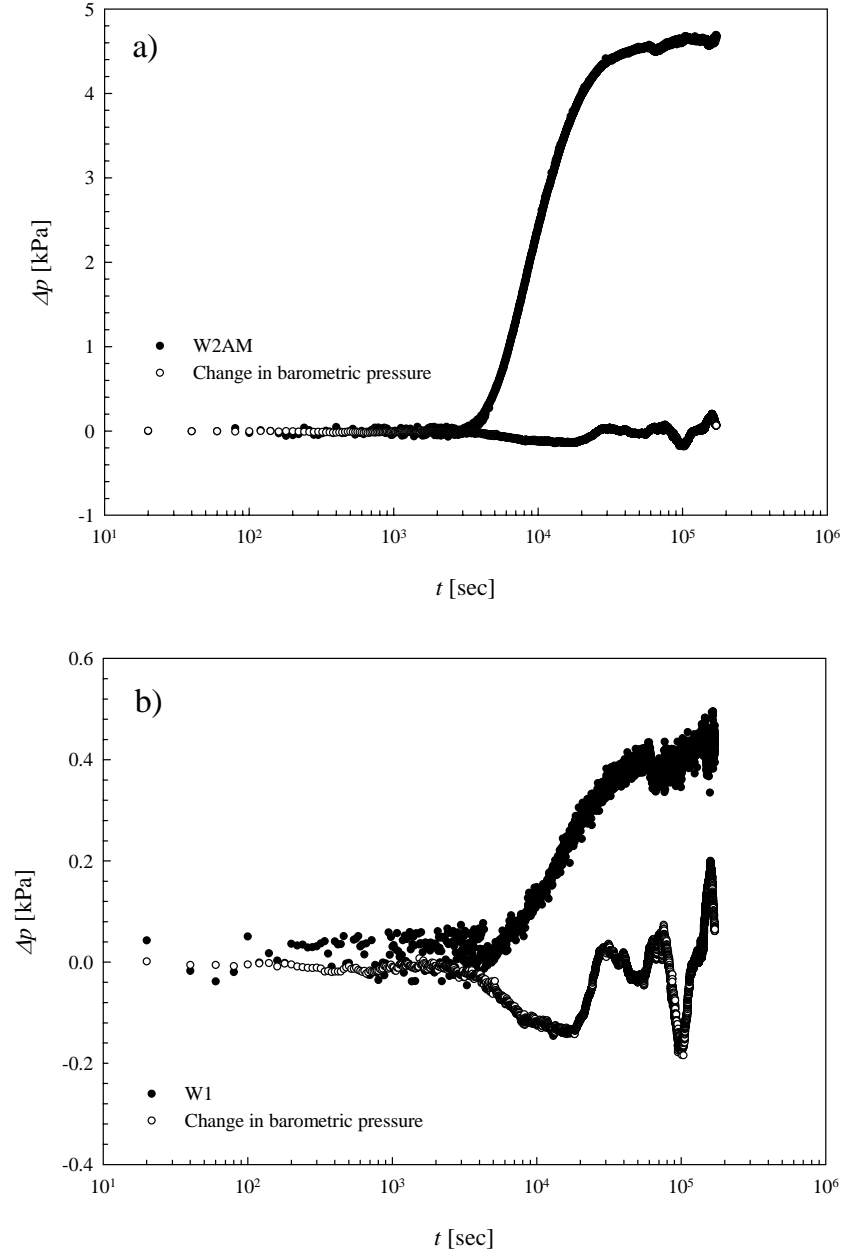 a)
5
4
3
2
1
0
-1
Δp [kPa]
W2AM
Change in barometric pressure
10¹ 10² 10³ 10⁴ 10⁵ 10⁶
t [sec]
b)
0.6
0.4
0.2
0.0
-0.2
-0.4
Δp [kPa]
W1
Change in barometric pressure
10¹ 10² 10³ 10⁴ 10⁵ 10⁶
t [sec]